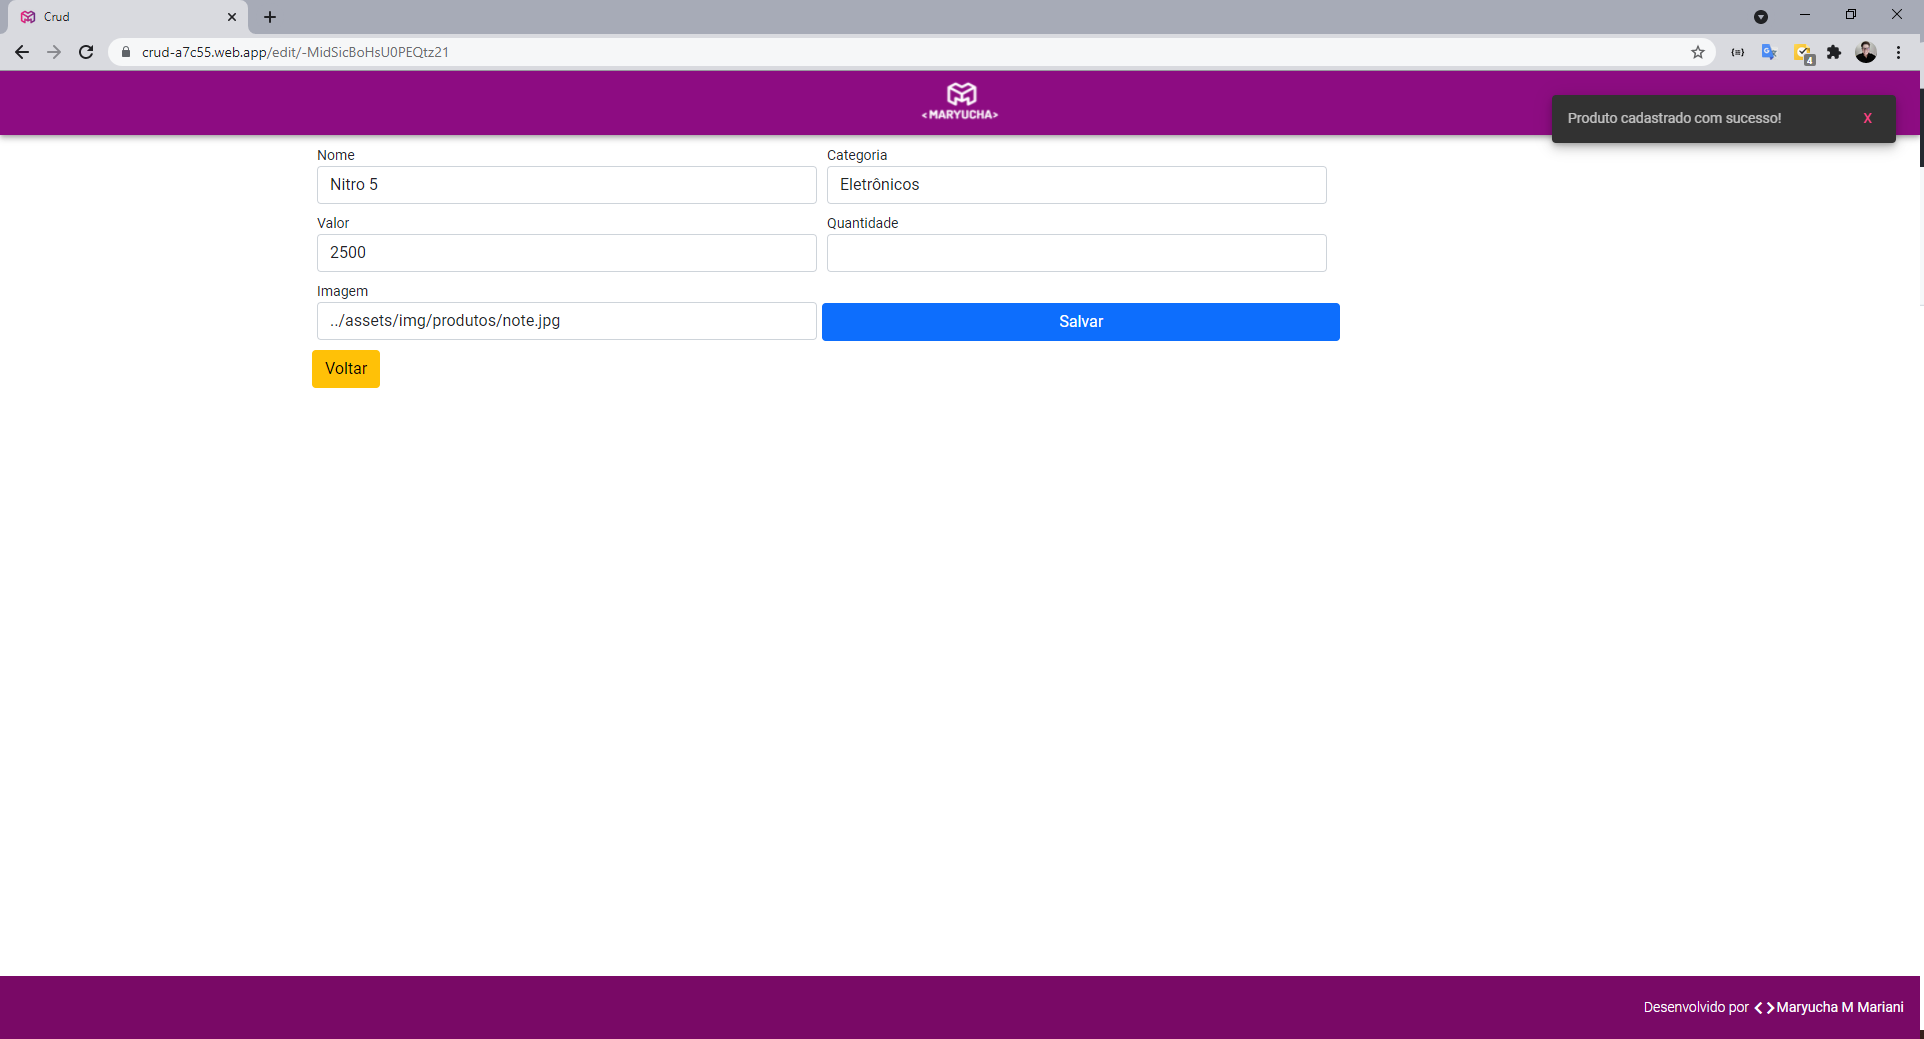 Crud
crud-a7c55.web.app/edit/-MidSicBoHsU0PEQtz21
4
<MARYUCHA>
Produto cadastrado com sucesso! X
Nome
Nitro 5
Categoria
Eletrônicos
Valor
2500
Quantidade
Imagem
../assets/img/produtos/note.jpg
Salvar
Voltar
Desenvolvido por < >Maryucha M Mariani